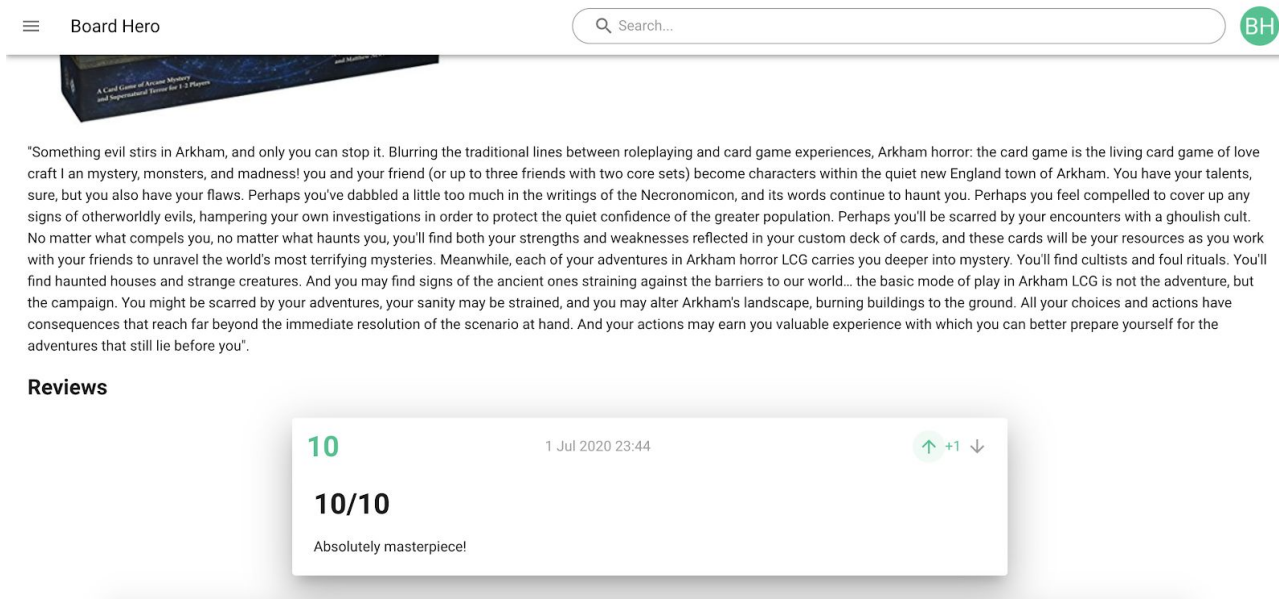 Board Hero
Search...
BH
and Matthew
A Card Game of Arcane Mystery
and Supernatural Terror for 1-2 Players
"Something evil stirs in Arkham, and only you can stop it. Blurring the traditional lines between roleplaying and card game experiences, Arkham horror: the card game is the living card game of love
craft I an mystery, monsters, and madness! you and your friend (or up to three friends with two core sets) become characters within the quiet new England town of Arkham. You have your talents,
sure, but you also have your flaws. Perhaps you've dabbled a little too much in the writings of the Necronomicon, and its words continue to haunt you. Perhaps you feel compelled to cover up any
signs of otherworldly evils, hampering your own investigations in order to protect the quiet confidence of the greater population. Perhaps you'll be scarred by your encounters with a ghoulish cult.
No matter what compels you, no matter what haunts you, you'll find both your strengths and weaknesses reflected in your custom deck of cards, and these cards will be your resources as you work
with your friends to unravel the world's most terrifying mysteries. Meanwhile, each of your adventures in Arkham horror LCG carries you deeper into mystery. You'll find cultists and foul rituals. You'll
find haunted houses and strange creatures. And you may find signs of the ancient ones straining against the barriers to our world… the basic mode of play in Arkham LCG is not the adventure, but
the campaign. You might be scarred by your adventures, your sanity may be strained, and you may alter Arkham's landscape, burning buildings to the ground. All your choices and actions have
consequences that reach far beyond the immediate resolution of the scenario at hand. And your actions may earn you valuable experience with which you can better prepare yourself for the
adventures that still lie before you".
Reviews
10
1 Jul 2020 23:44
+1
10/10
Absolutely masterpiece!